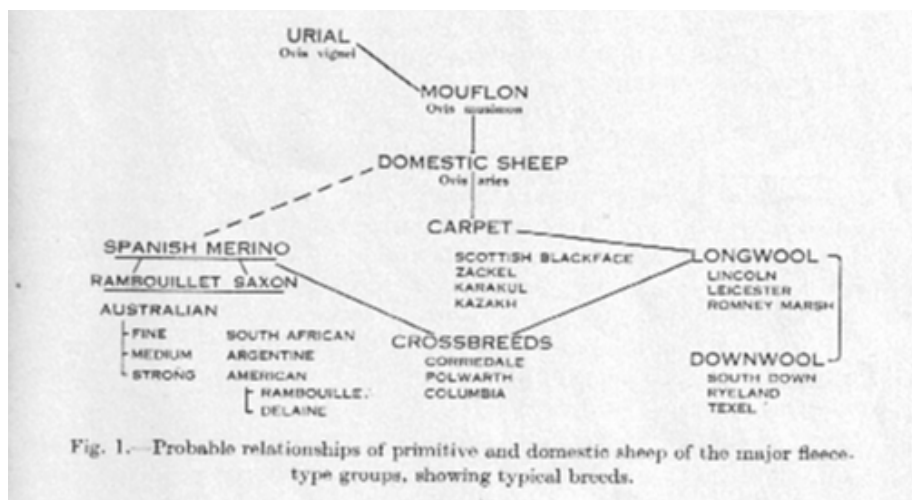 URIAL
Ovis vignei
MOUFLON
Ovis musimon
DOMESTIC SHEEP
Ovis aries
CARPET
SCOTTISH BLACKFACE
ZACKEL
KARAKUL
KAZAKH
SPANISH MERINO
RAMBOUILLET SAXON
AUSTRALIAN
FINE
MEDIUM
STRONG
SOUTH AFRICAN
ARGENTINE
AMERICAN
RAMBOUILLE
DELAINE
CROSSBREEDS
CORRIEDALE
POLWARTH
COLUMBIA
LONGWOOL
LINCOLN
LEICESTER
ROMNEY MARSH
DOWNWOOL
SOUTH DOWN
RYELAND
TEXEL
Fig. 1.—Probable relationships of primitive and domestic sheep of the major fleece-
type groups, showing typical breeds.